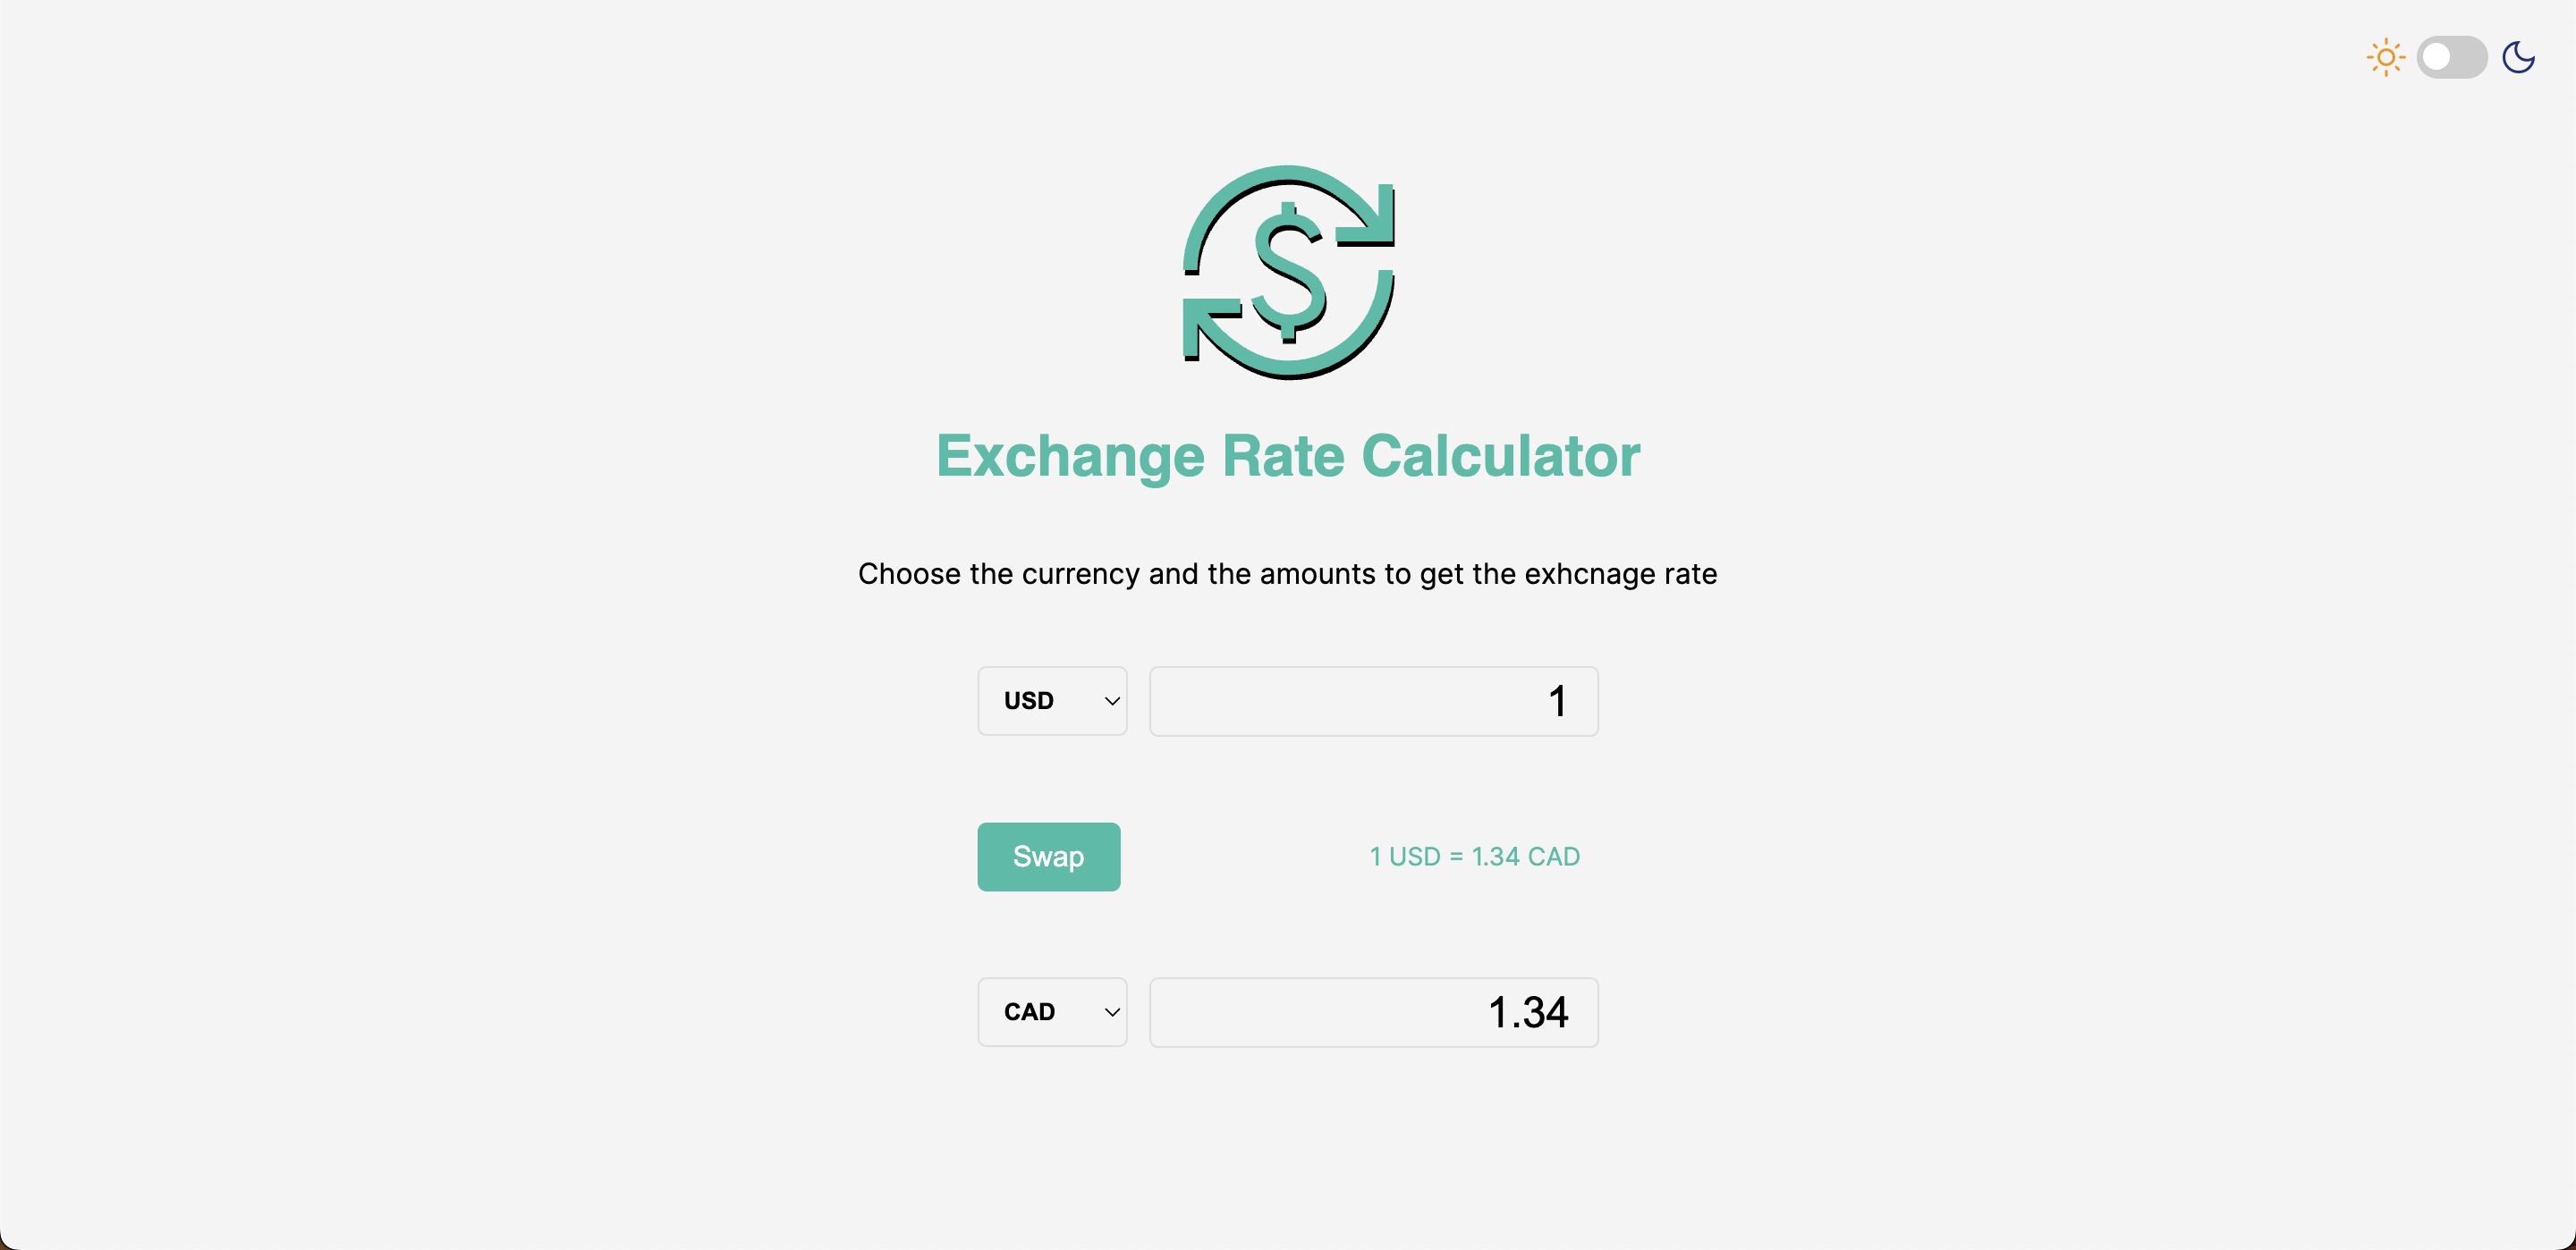 $
Exchange Rate Calculator
Choose the currency and the amounts to get the exhcnage rate
USD 1
Swap 1 USD = 1.34 CAD
CAD 1.34